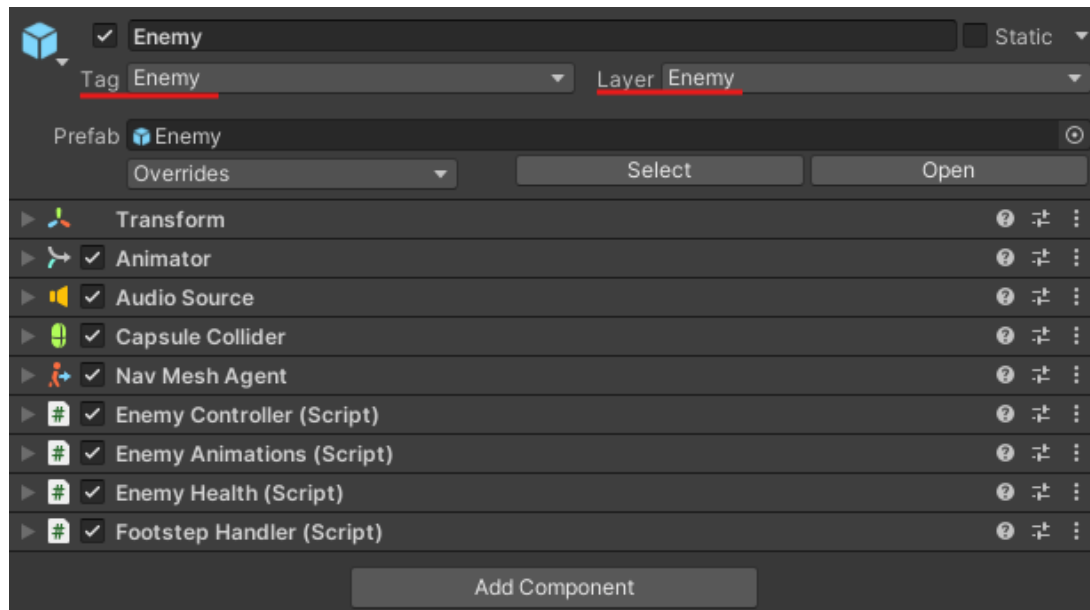 Enemy Static
Tag Enemy Layer Enemy
Prefab Enemy
Overrides Select Open
Transform
Animator
Audio Source
Capsule Collider
Nav Mesh Agent
# Enemy Controller (Script)
# Enemy Animations (Script)
# Enemy Health (Script)
# Footstep Handler (Script)
Add Component